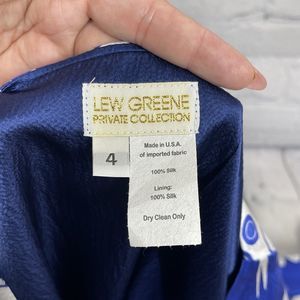 LEW GREENE
PRIVATE COLLECTION
4
Made in U.S.A.
of imported fabric
100% Silk
Lining:
100% Silk
Dry Clean Only